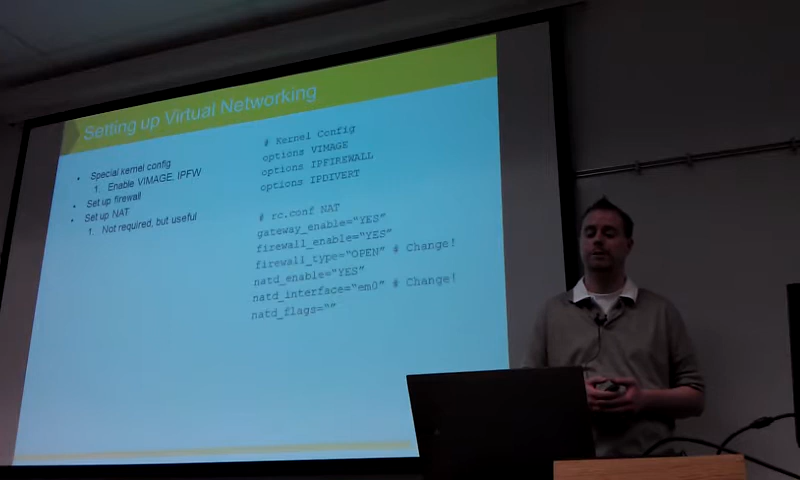 Setting up Virtual Networking
• Special kernel config
1. Enable VIMAGE, IPFW
• Set up firewall
• Set up NAT
1. Not required, but useful
# Kernel Config
options VIMAGE
options IPFIREWALL
options IPDIVERT
# rc.conf NAT
gateway_enable=“YES”
firewall_enable=“YES”
firewall_type=“OPEN” # Change!
natd_enable=“YES”
natd_interface=“em0” # Change!
natd_flags=“”